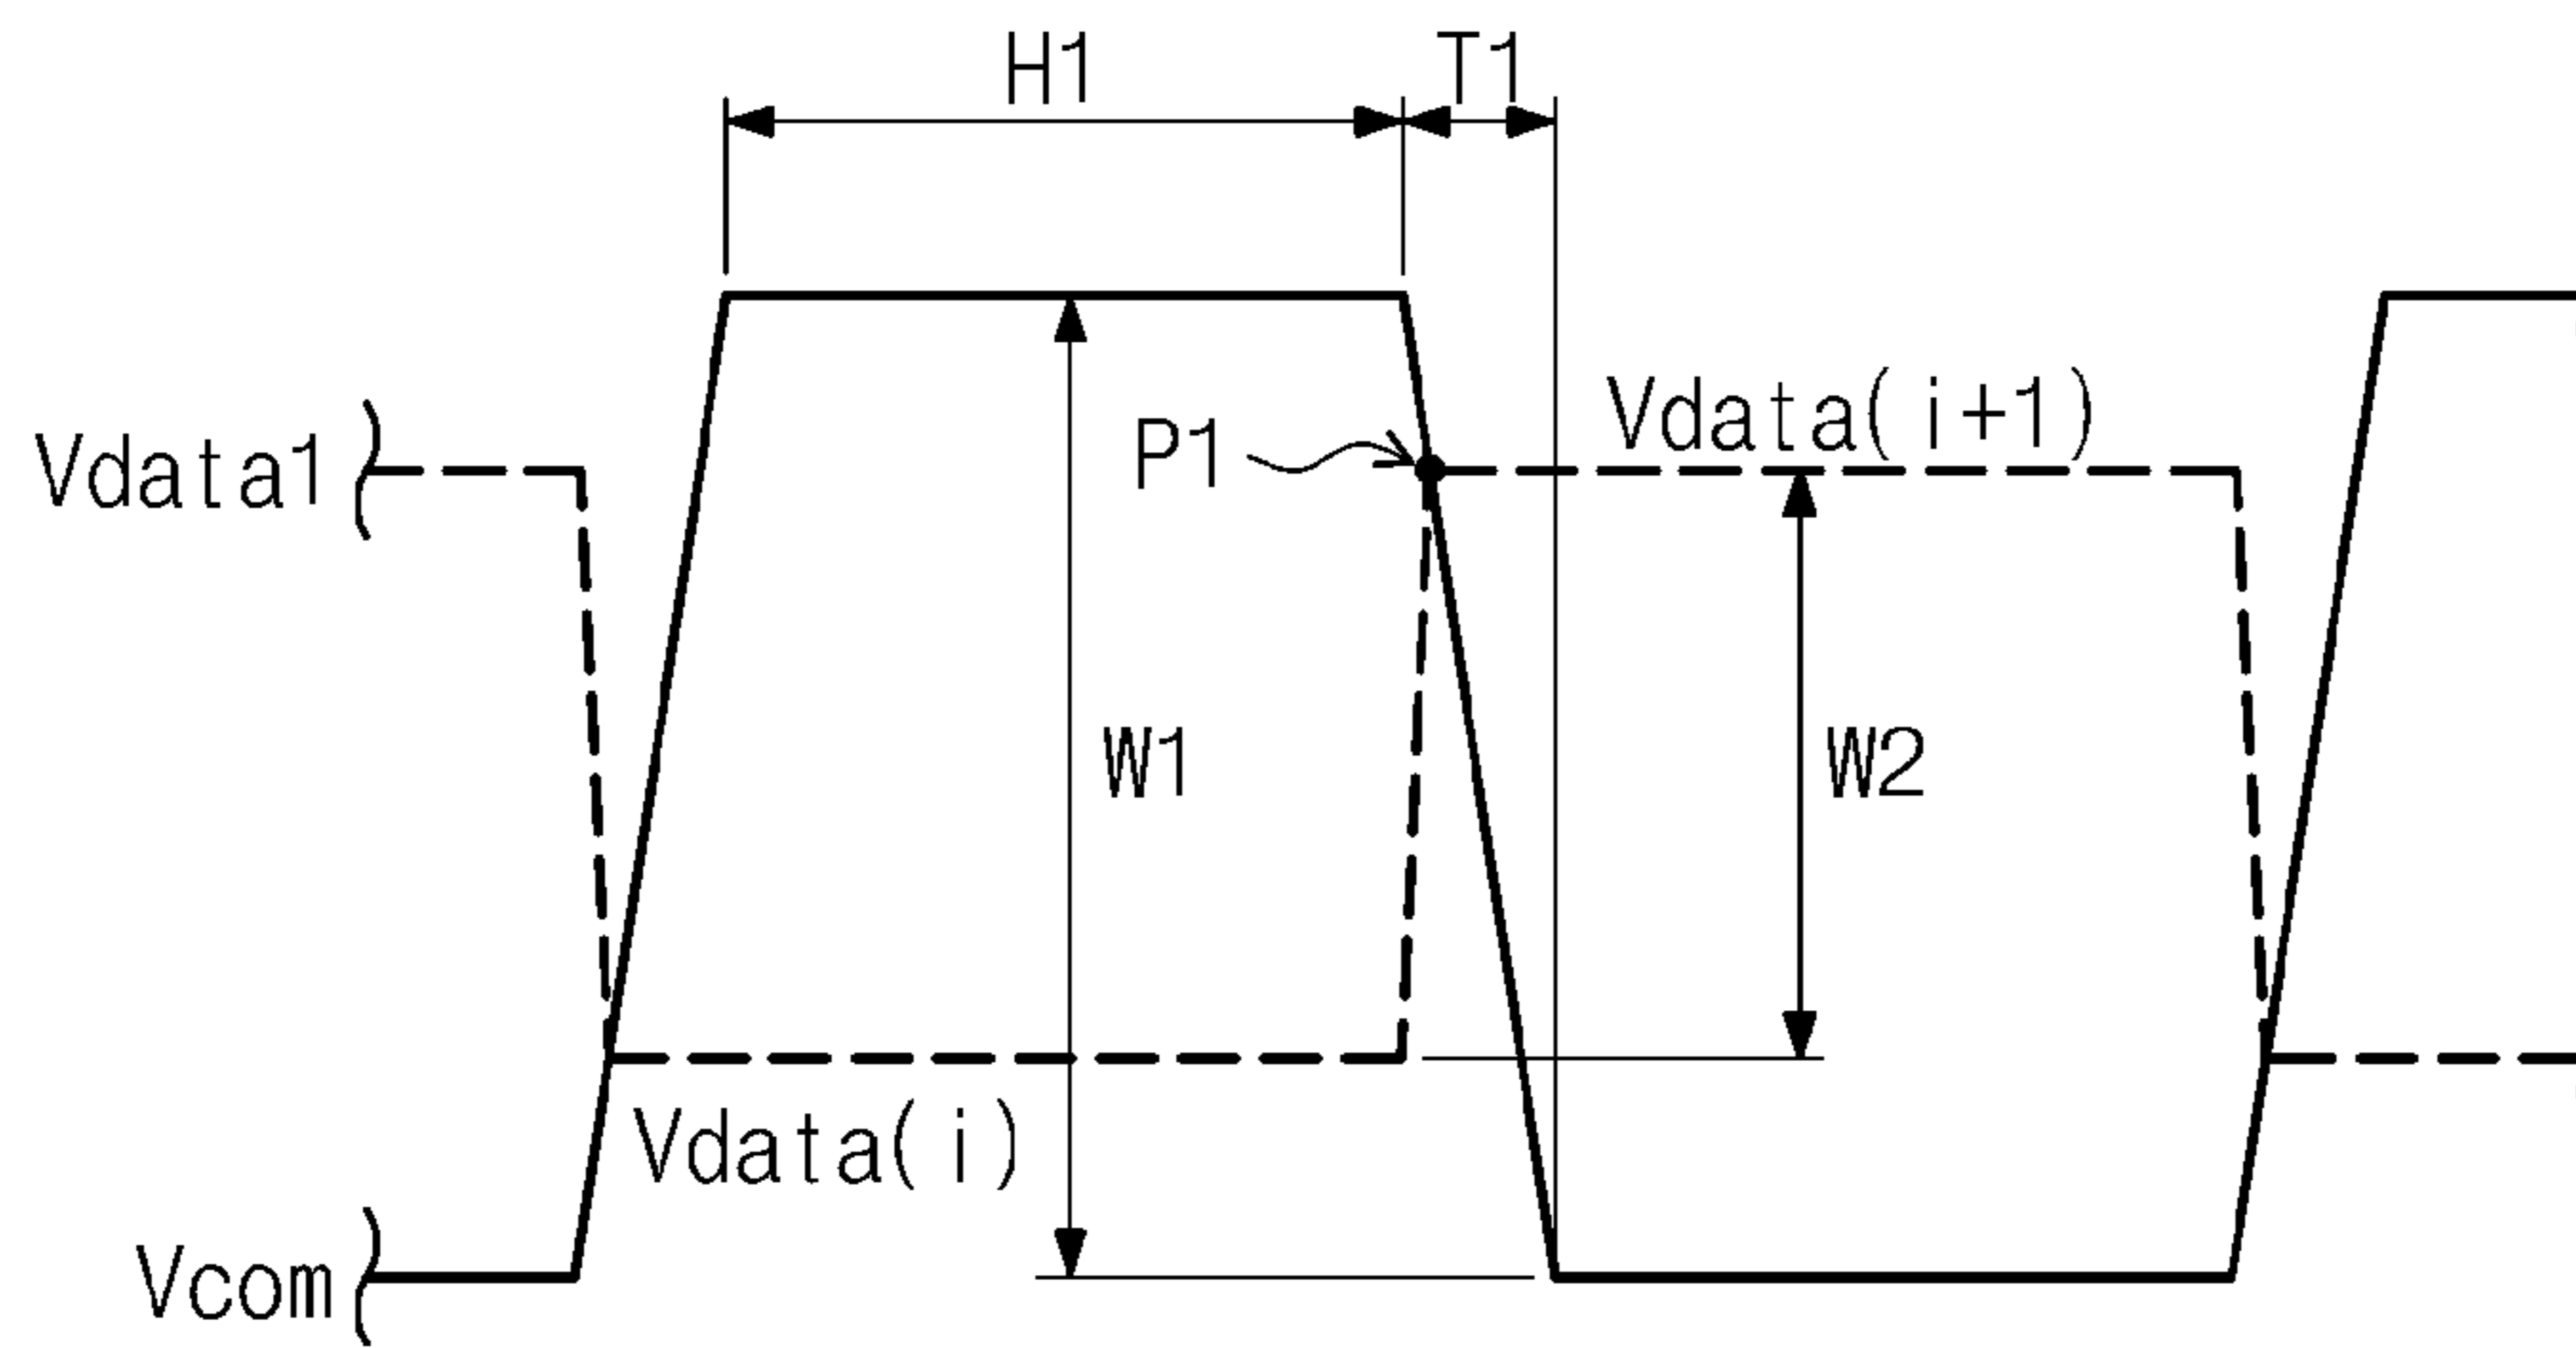 H1
T1
Vdata(i+1)
Vdata1
P1
W1
W2
Vdata(i)
Vcom